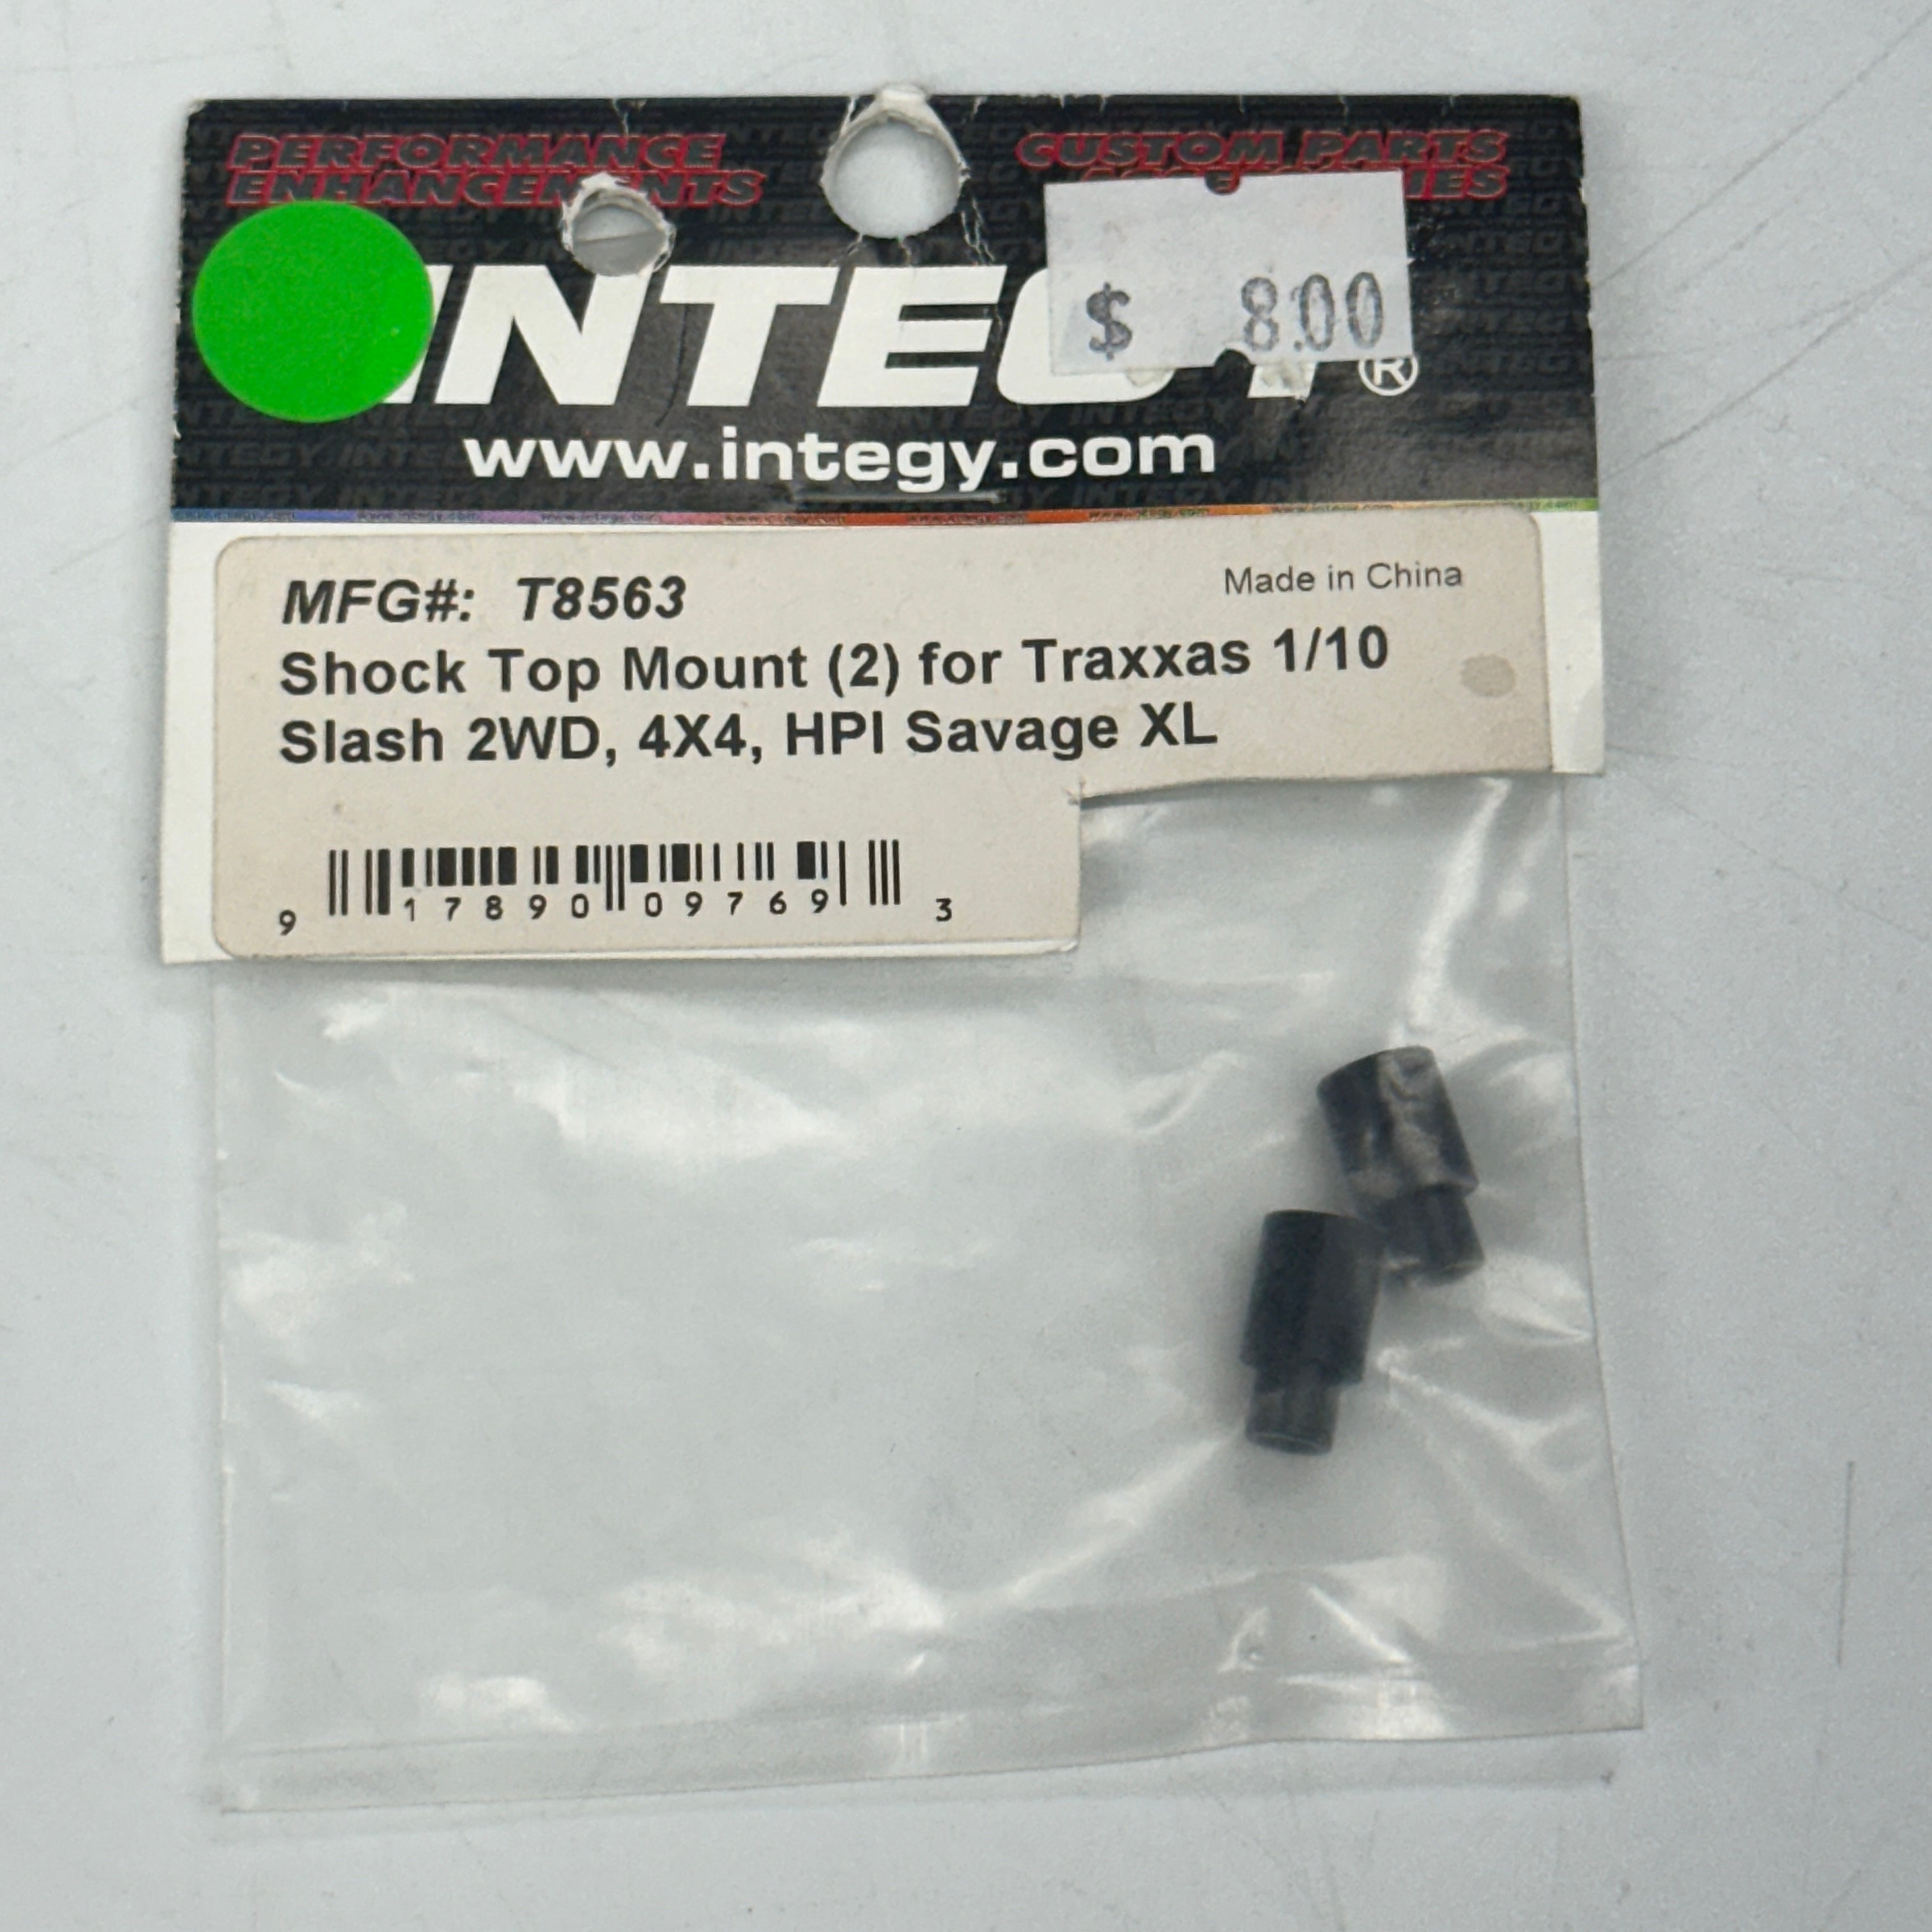 PERFORMANCE
ENHANCEMENTS
CUSTOM PARTS
$ 8.00
INTEGY®
www.integy.com
MFG#: T8563
Made in China
Shock Top Mount (2) for Traxxas 1/10
Slash 2WD, 4X4, HPI Savage XL
9 17890 09769 3